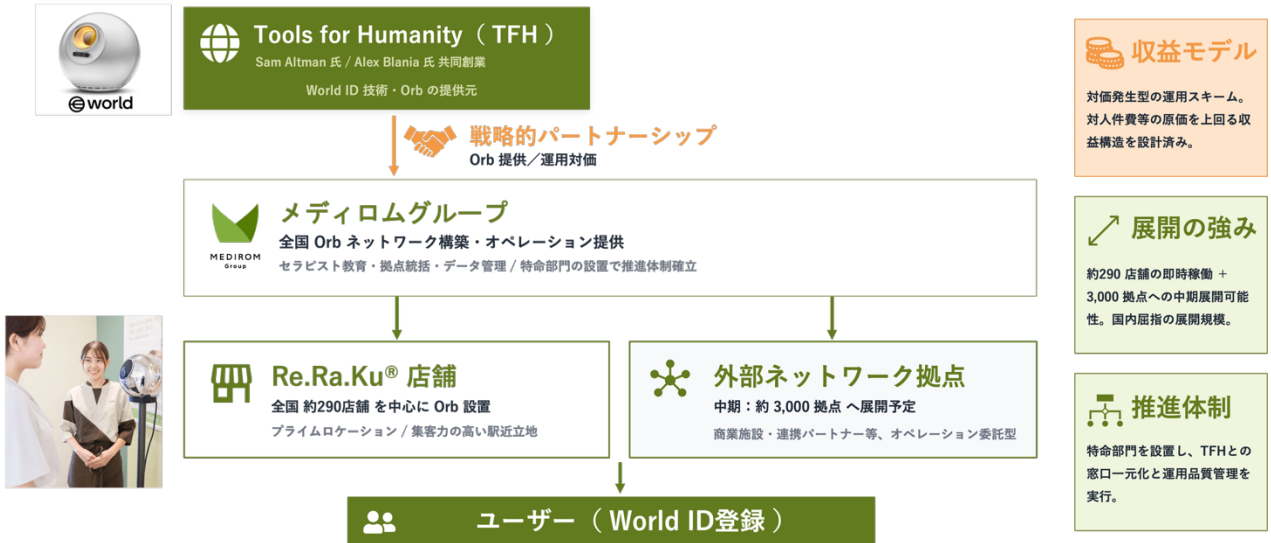 world
Tools for Humanity（ TFH ）
Sam Altman 氏 / Alex Blania 氏 共同創業
World ID 技術・Orb の提供元
戦略的パートナーシップ
Orb 提供／運用対価
MEDIROM
Group
メディロムグループ
全国 Orb ネットワーク構築・オペレーション提供
セラピスト教育・拠点統括・データ管理 / 特命部門の設置で推進体制確立
Re.Ra.Ku® 店舗
全国 約290店舗 を中心に Orb 設置
プライムロケーション / 集客力の高い駅近立地
外部ネットワーク拠点
中期：約 3,000 拠点 へ展開予定
商業施設・連携パートナー等、オペレーション委託型
ユーザー（ World ID登録 ）
収益モデル
対価発生型の運用スキーム。
対人件費等の原価を上回る収
益構造を設計済み。
展開の強み
約290 店舗の即時稼働 ＋
3,000 拠点への中期展開可能
性。国内屈指の展開規模。
推進体制
特命部門を設置し、TFHとの
窓口一元化と運用品質管理を
実行。